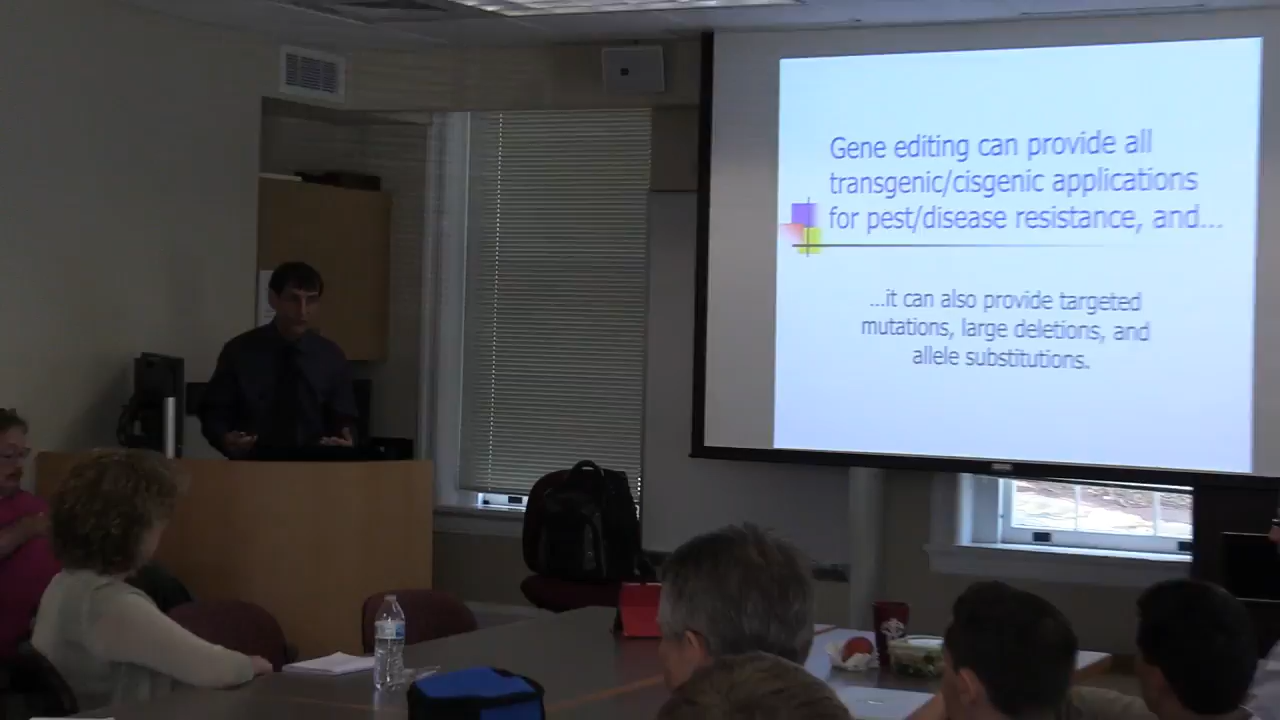 Gene editing can provide all
transgenic/cisgenic applications
for pest/disease resistance, and...
...it can also provide targeted
mutations, large deletions, and
allele substitutions.